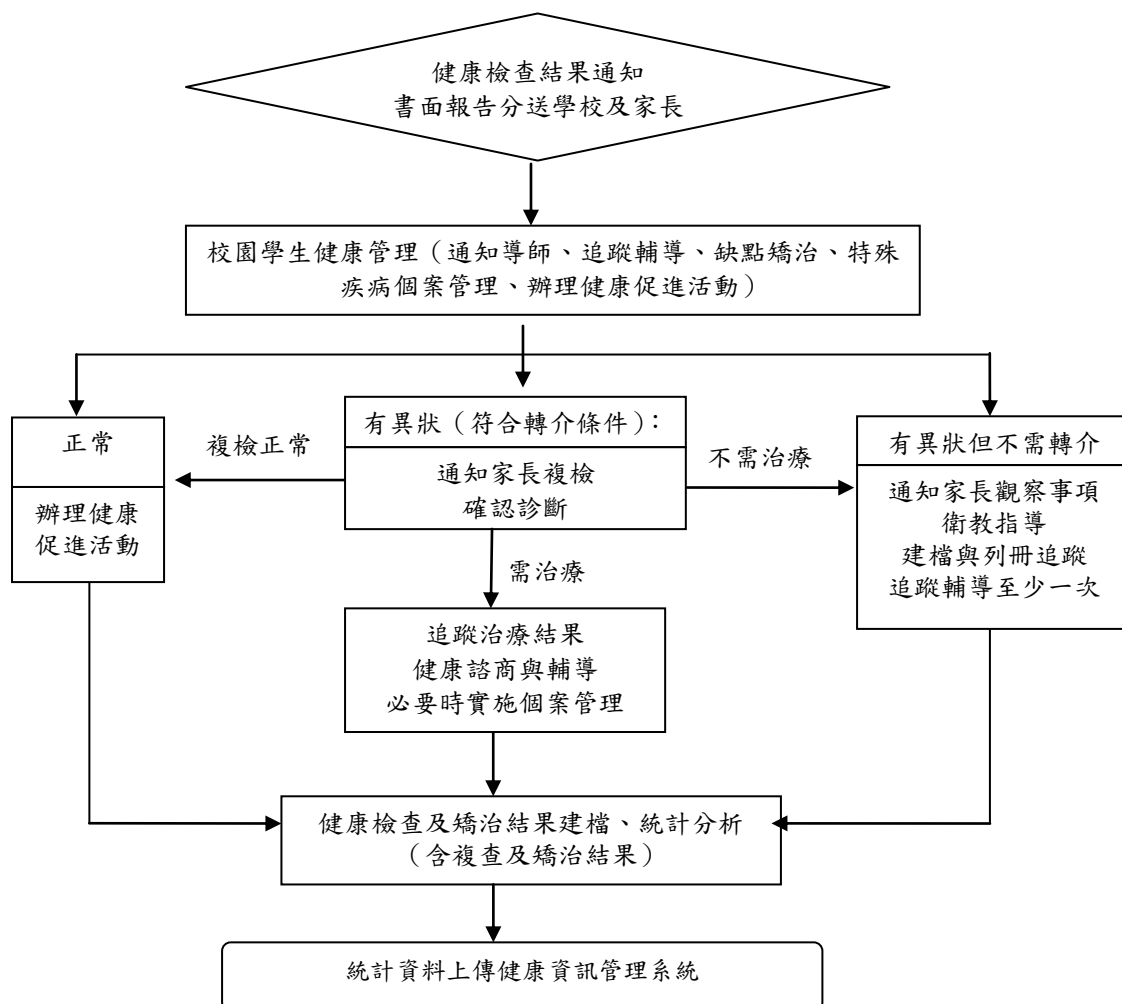 健康檢查結果通知
書面報告分送學校及家長
校園學生健康管理（通知導師、追蹤輔導、缺點矯治、特殊
疾病個案管理、辦理健康促進活動）
正常
辦理健康
促進活動
複檢正常
有異狀（符合轉介條件）：
通知家長複檢
確認診斷
不需治療
有異狀但不需轉介
通知家長觀察事項
衛教指導
建檔與列冊追蹤
追蹤輔導至少一次
需治療
追蹤治療結果
健康諮商與輔導
必要時實施個案管理
健康檢查及矯治結果建檔、統計分析
（含複查及矯治結果）
統計資料上傳健康資訊管理系統